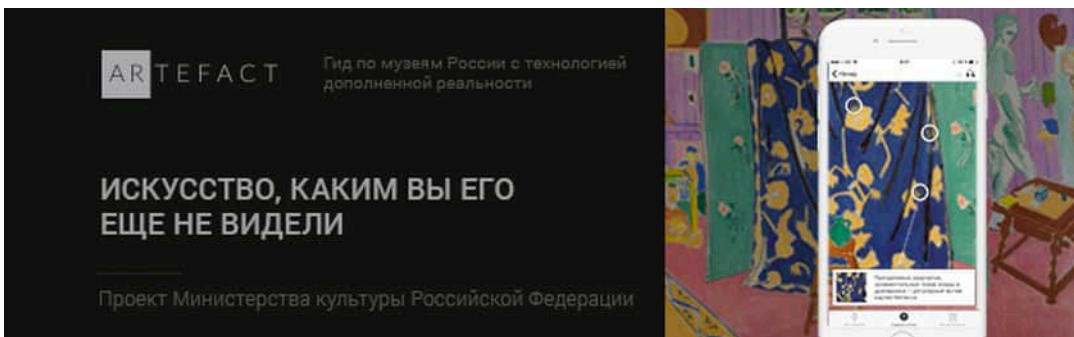 ARTEFACT
Гид по музеям России с технологией
дополненной реальности
ИСКУССТВО, КАКИМ ВЫ ЕГО
ЕЩЕ НЕ ВИДЕЛИ
Проект Министерства культуры Российской Федерации
Назад